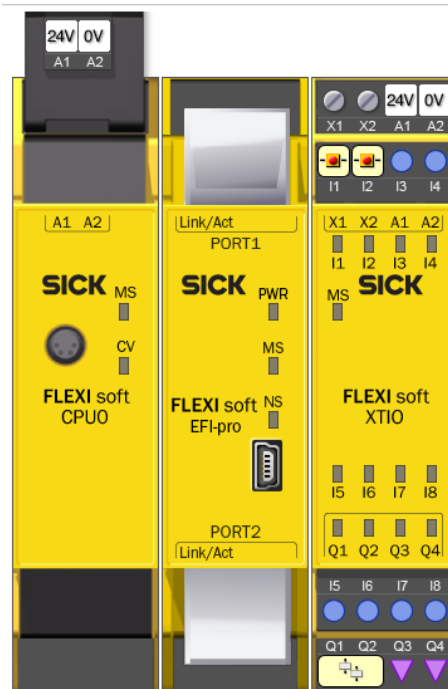 24V 0V
A1 A2
A1 A2
SICK
MS
CV
FLEXI soft
CPU0
Link/Act
PORT1
SICK
PWR
MS
NS
FLEXI soft
EFI-pro
PORT2
Link/Act
24V 0V
X1 X2 A1 A2
I1 I2 I3 I4
X1 X2 A1 A2
I1 I2 I3 I4
MS
SICK
FLEXI soft
XTIO
I5 I6 I7 I8
Q1 Q2 Q3 Q4
I5 I6 I7 I8
Q1 Q2 Q3 Q4